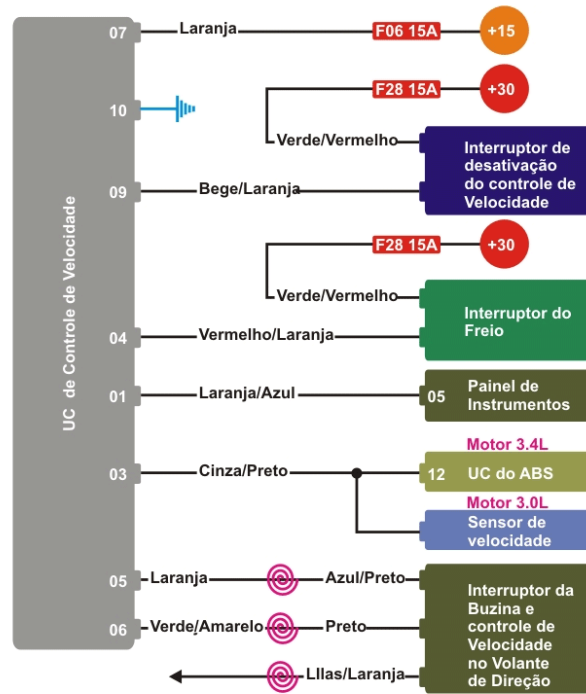 07 Laranja F06 15A +15
F28 15A +30
10
Verde/Vermelho
Interruptor de
desativação
do controle de
Velocidade
09 Bege/Laranja
UC de Controle de Velocidade
F28 15A +30
Verde/Vermelho
Interruptor do
Freio
04 Vermelho/Laranja
01 Laranja/Azul 05
Painel de
Instrumentos
Motor 3.4L
03 Cinza/Preto 12 UC do ABS
Motor 3.0L
Sensor de
velocidade
05 Laranja Azul/Preto
06 Verde/Amarelo Preto
LIlas/Laranja
Interruptor da
Buzina e
controle de
Velocidade
no Volante
de Direção